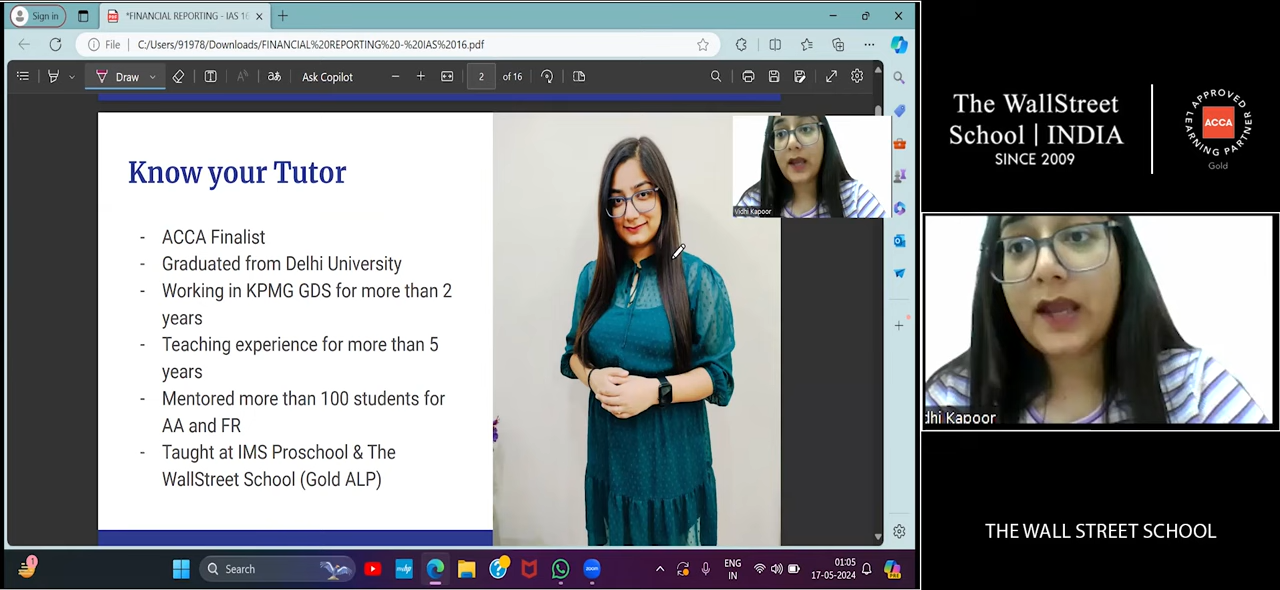 Sign in
*FINANCIAL REPORTING - IAS 16
File
C:/Users/91978/Downloads/FINANCIAL%20REPORTING%20-%20IAS%2016.pdf
Draw
Ask Copilot
2
of 16
Know your Tutor
- ACCA Finalist
- Graduated from Delhi University
- Working in KPMG GDS for more than 2
years
- Teaching experience for more than 5
years
- Mentored more than 100 students for
AA and FR
- Taught at IMS Proschool & The
WallStreet School (Gold ALP)
Vidhi Kapoor
The WallStreet
School | INDIA
SINCE 2009
APPROVED
ACCA
LEARNING PARTNER
Gold
dhi Kapoor
THE WALL STREET SCHOOL
Search
ENG
IN
01:05
17-05-2024